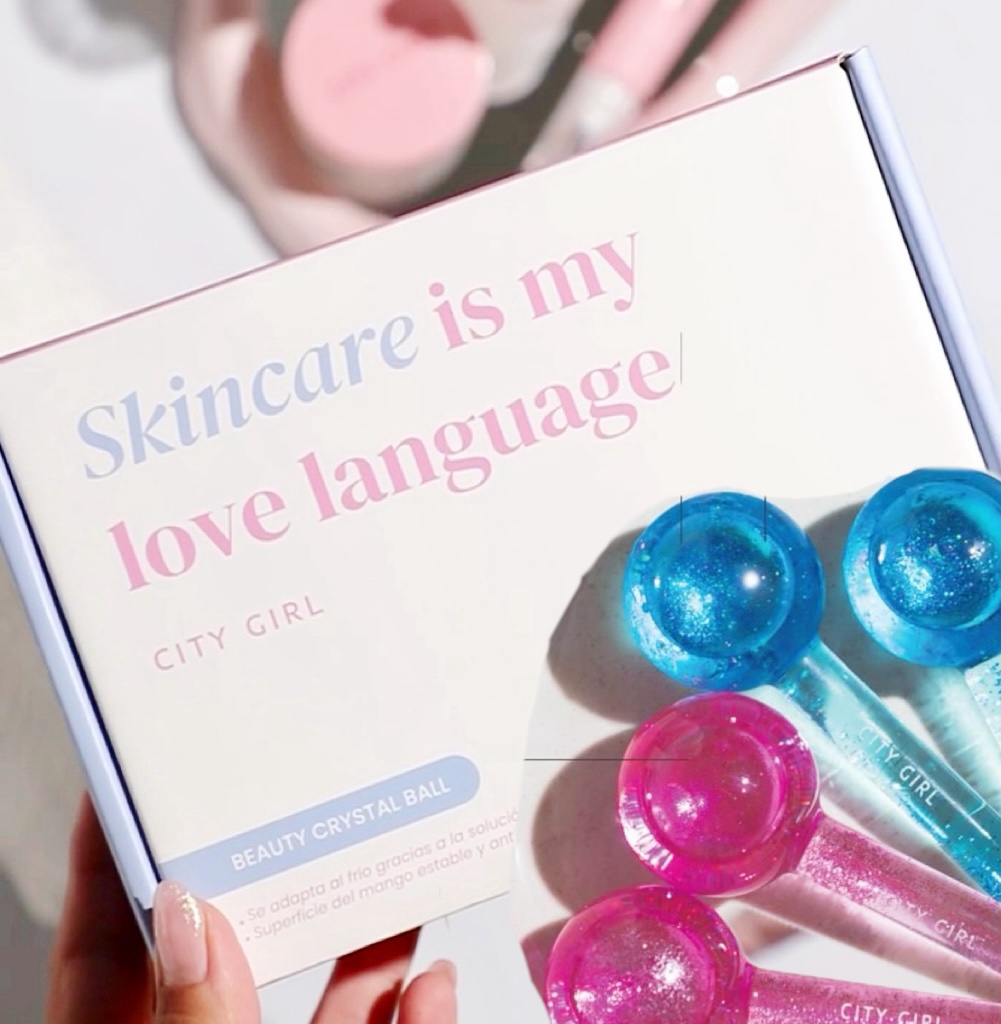 Skincare is my
love language
CITY GIRL
BEAUTY CRYSTAL BALL
• Se adapta al frío gracias a la solució
• Superficie del mango estable y ont
CITY GIRL
CITY GIRL
CITY GIRL